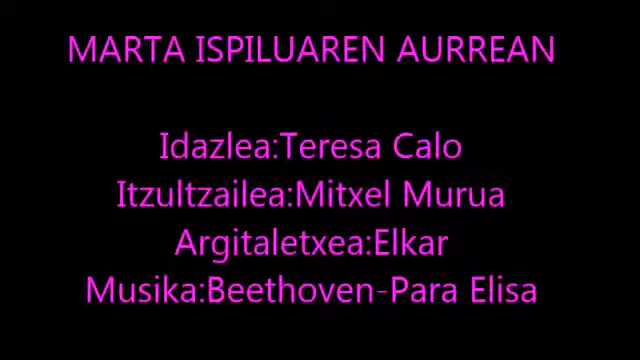 MARTA ISPILUAREN AURREAN
Idazlea:Teresa Calo
Itzultzailea:Mitxel Murua
Argitaletxea:Elkar
Musika:Beethoven-Para Elisa